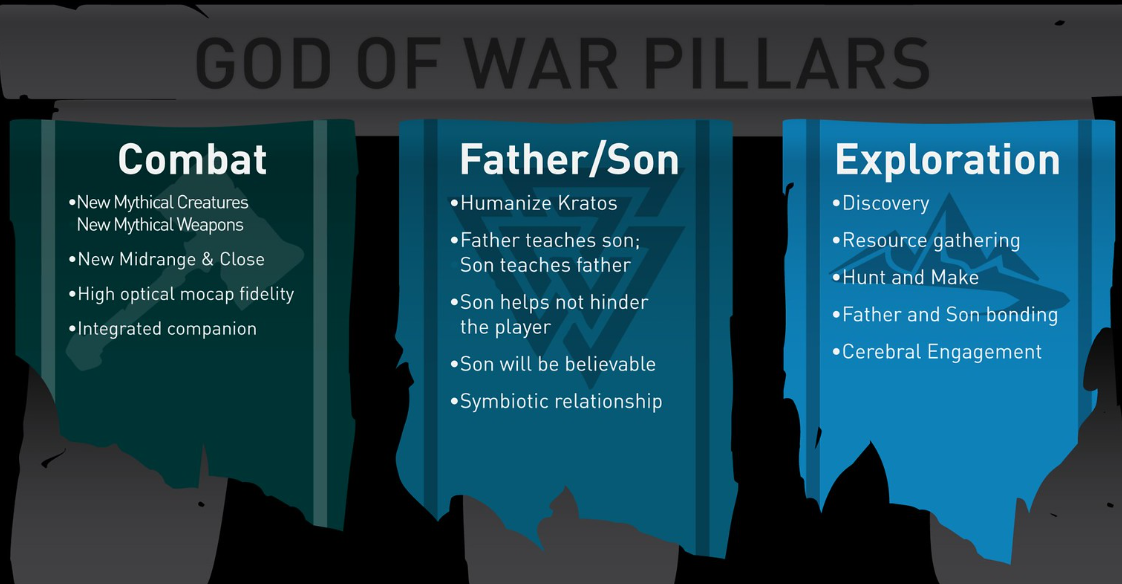 GOD OF WAR PILLARS
Combat
•New Mythical Creatures
New Mythical Weapons
•New Midrange & Close
•High optical mocap fidelity
•Integrated companion
Father/Son
•Humanize Kratos
•Father teaches son;
Son teaches father
•Son helps not hinder
the player
•Son will be believable
•Symbiotic relationship
Exploration
•Discovery
•Resource gathering
•Hunt and Make
•Father and Son bonding
•Cerebral Engagement